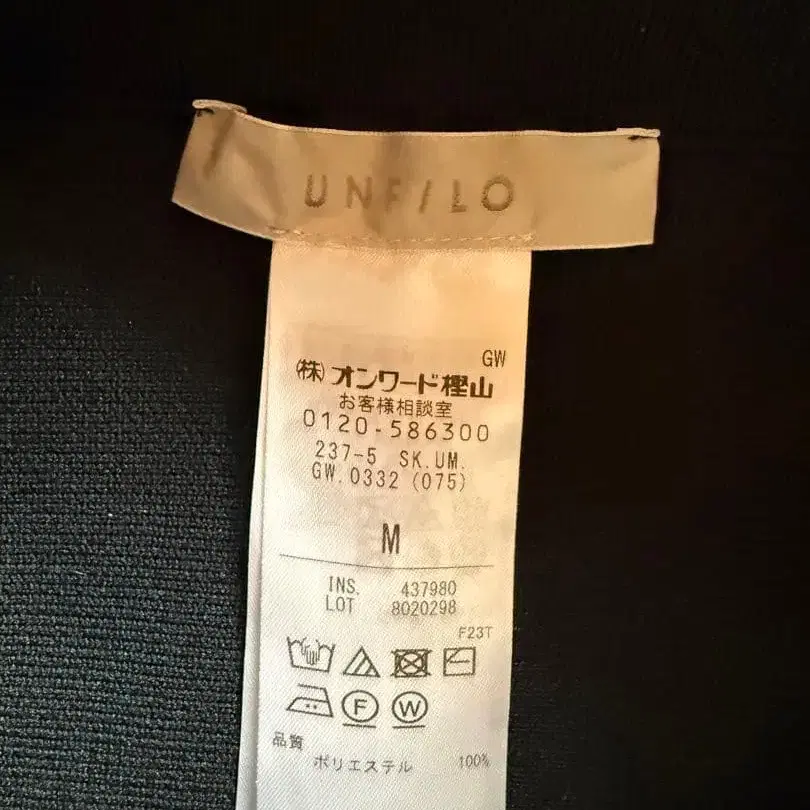 UNF/LO
GW
(株)オンワード樫山
お客様相談室
0120-586300
237-5 SK.UM.
GW.0332 (075)
M
INS. 437980
LOT 8020298
F23T
F W
品質
ポリエステル 100%